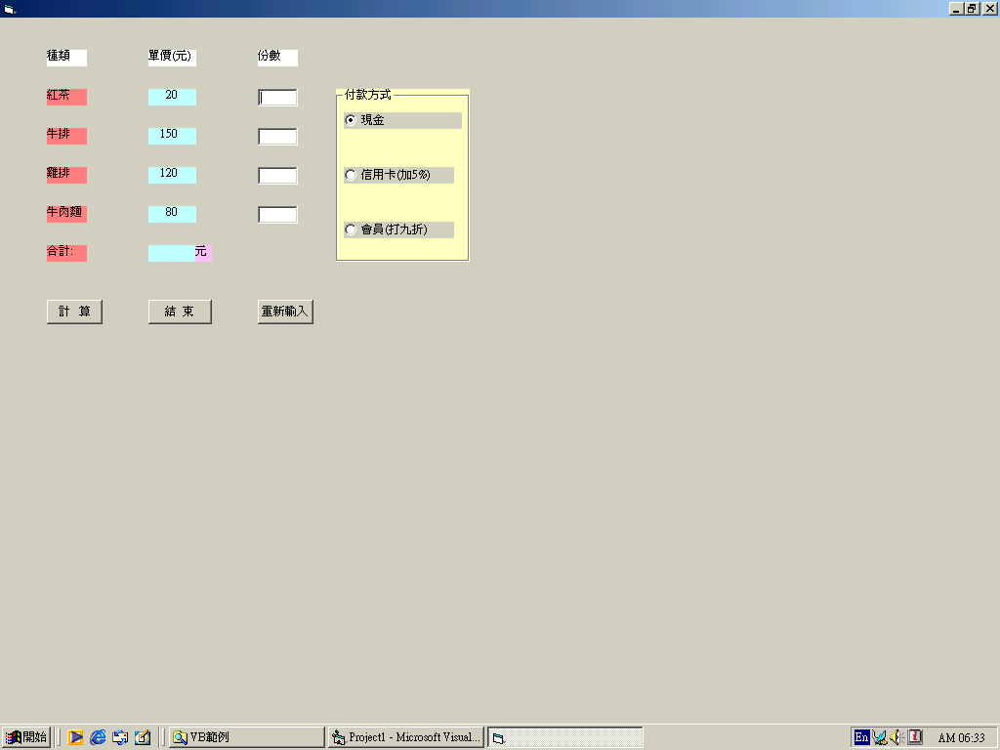 種類 單價(元) 份數
紅茶 20
付款方式
現金
牛排 150
雞排 120
信用卡(加5%)
牛肉麵 80
會員(打九折)
合計: 元
計 算 結 束 重新輸入
開始 VB範例 Project1 - Microsoft Visual... En AM 06:33